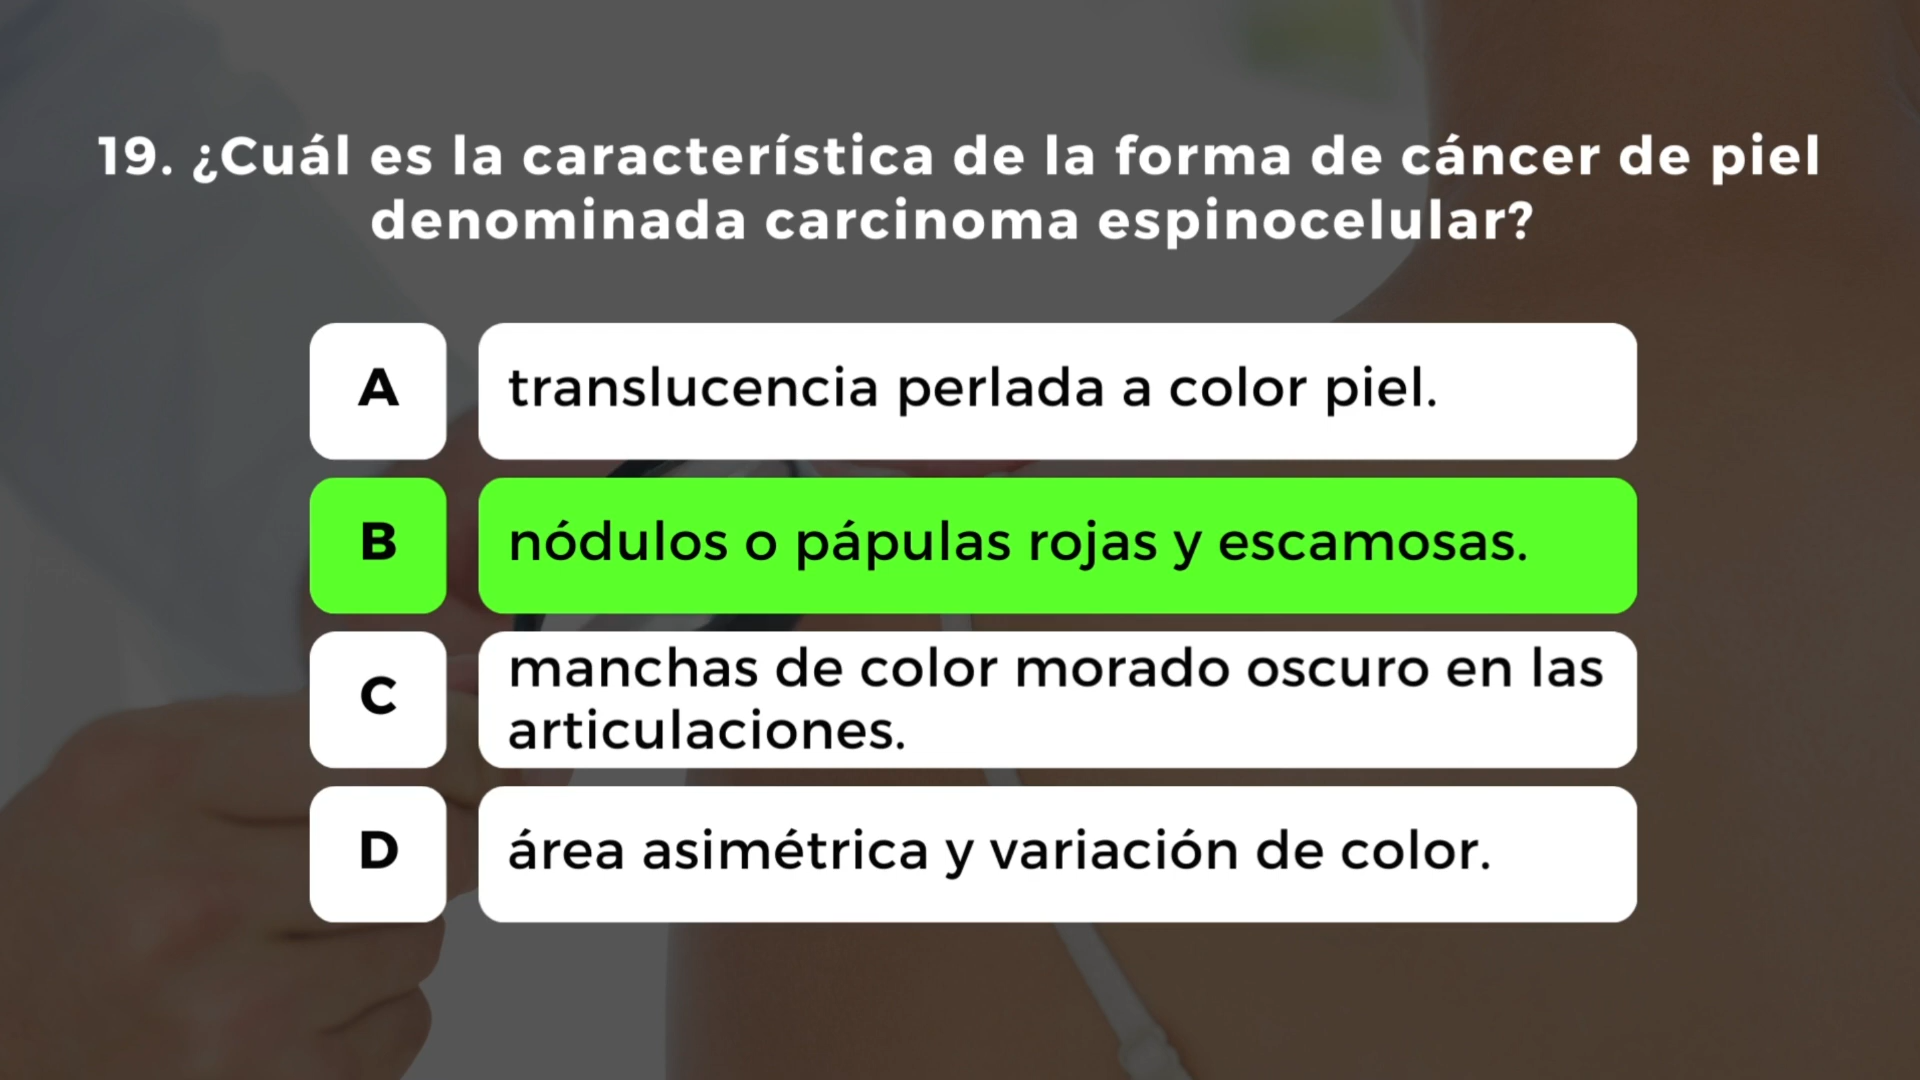 19. ¿Cuál es la característica de la forma de cáncer de piel
denominada carcinoma espinocelular?
A
translucencia perlada a color piel.
B
nódulos o pápulas rojas y escamosas.
C
manchas de color morado oscuro en las
articulaciones.
D
área asimétrica y variación de color.